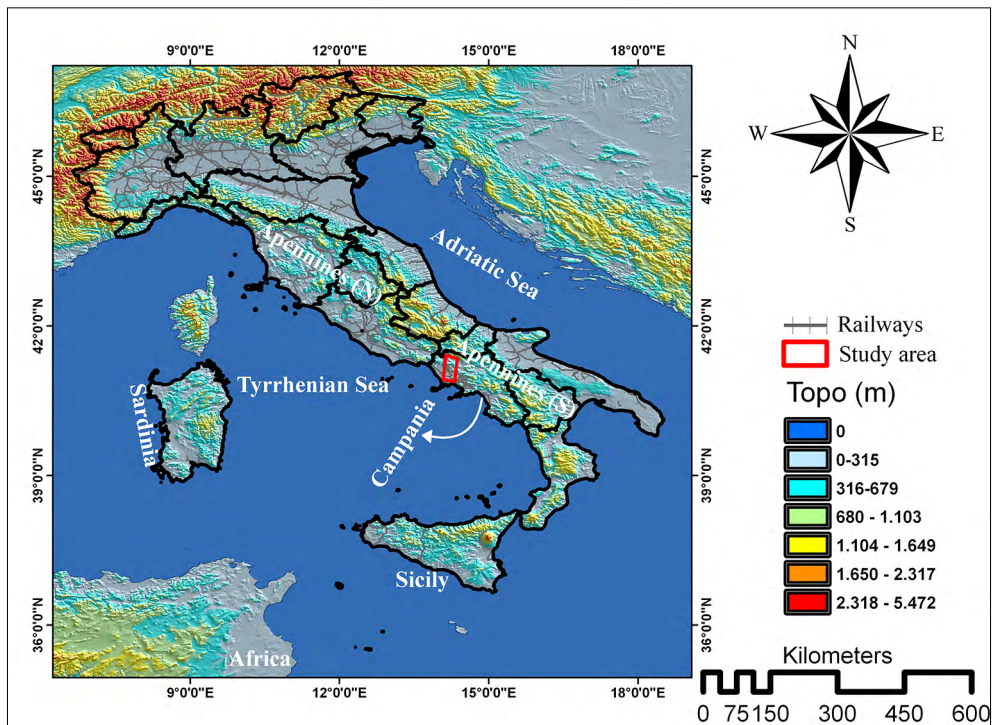 9°0'0"E 12°0'0"E 15°0'0"E 18°0'0"E
45°0'0"N
42°0'0"N
39°0'0"N
36°0'0"N
Apennines (N)
Adriatic Sea
Apennines (S)
Tyrrhenian Sea
Sardinia
Campania
Sicily
Africa
45°0'0"N
42°0'0"N
39°0'0"N
36°0'0"N
9°0'0"E 12°0'0"E 15°0'0"E 18°0'0"E
N
W E
S
Railways
Study area
Topo (m)
0
0-315
316-679
680 - 1.103
1.104 - 1.649
1.650 - 2.317
2.318 - 5.472
Kilometers
0 75 150 300 450 600